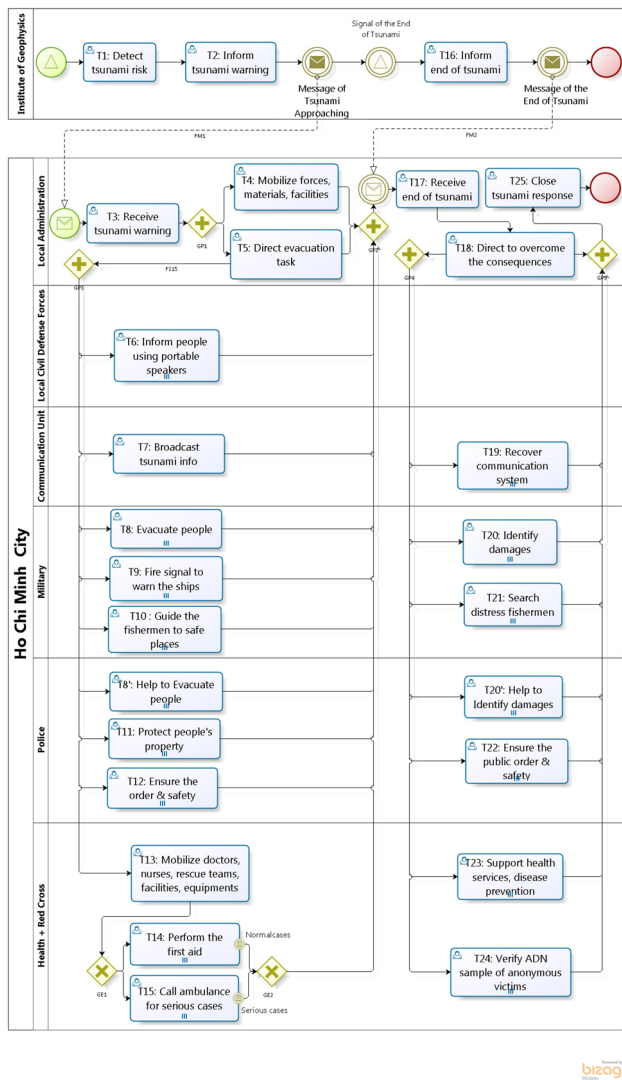 Institute of Geophysics
T1: Detect
tsunami risk
T2: Inform
tsunami warning
Message of
Tsunami
Approaching
Signal of the End
of Tsunami
T16: Inform
end of tsunami
Message of the
End of Tsunami
FM1
FM2
Ho Chi Minh City
Local Administration
T3: Receive
tsunami warning
GP1
T4: Mobilize forces,
materials, facilities
T5: Direct evacuation
task
FS15
GP3
GP2
T17: Receive
end of tsunami
T25: Close
tsunami response
T18: Direct to overcome
the consequences
GP4
GP5
Local Civil Defense Forces
T6: Inform people
using portable
speakers
Communication Unit
T7: Broadcast
tsunami info
T19: Recover
communication
system
Military
T8: Evacuate people
T9: Fire signal to
warn the ships
T10 : Guide the
fishermen to safe
places
T20: Identify
damages
T21: Search
distress fishermen
Police
T8': Help to Evacuate
people
T11: Protect people's
property
T12: Ensure the
order & safety
T20': Help to
Identify damages
T22: Ensure the
public order &
safety
Health + Red Cross
T13: Mobilize doctors,
nurses, rescue teams,
facilities, equipments
GE1
T14: Perform the
first aid
Normalcases
T15: Call ambulance
for serious cases
Serious cases
GE2
T23: Support health
services, disease
prevention
T24: Verify ADN
sample of anonymous
victims
Powered by
bizagi
Modeler